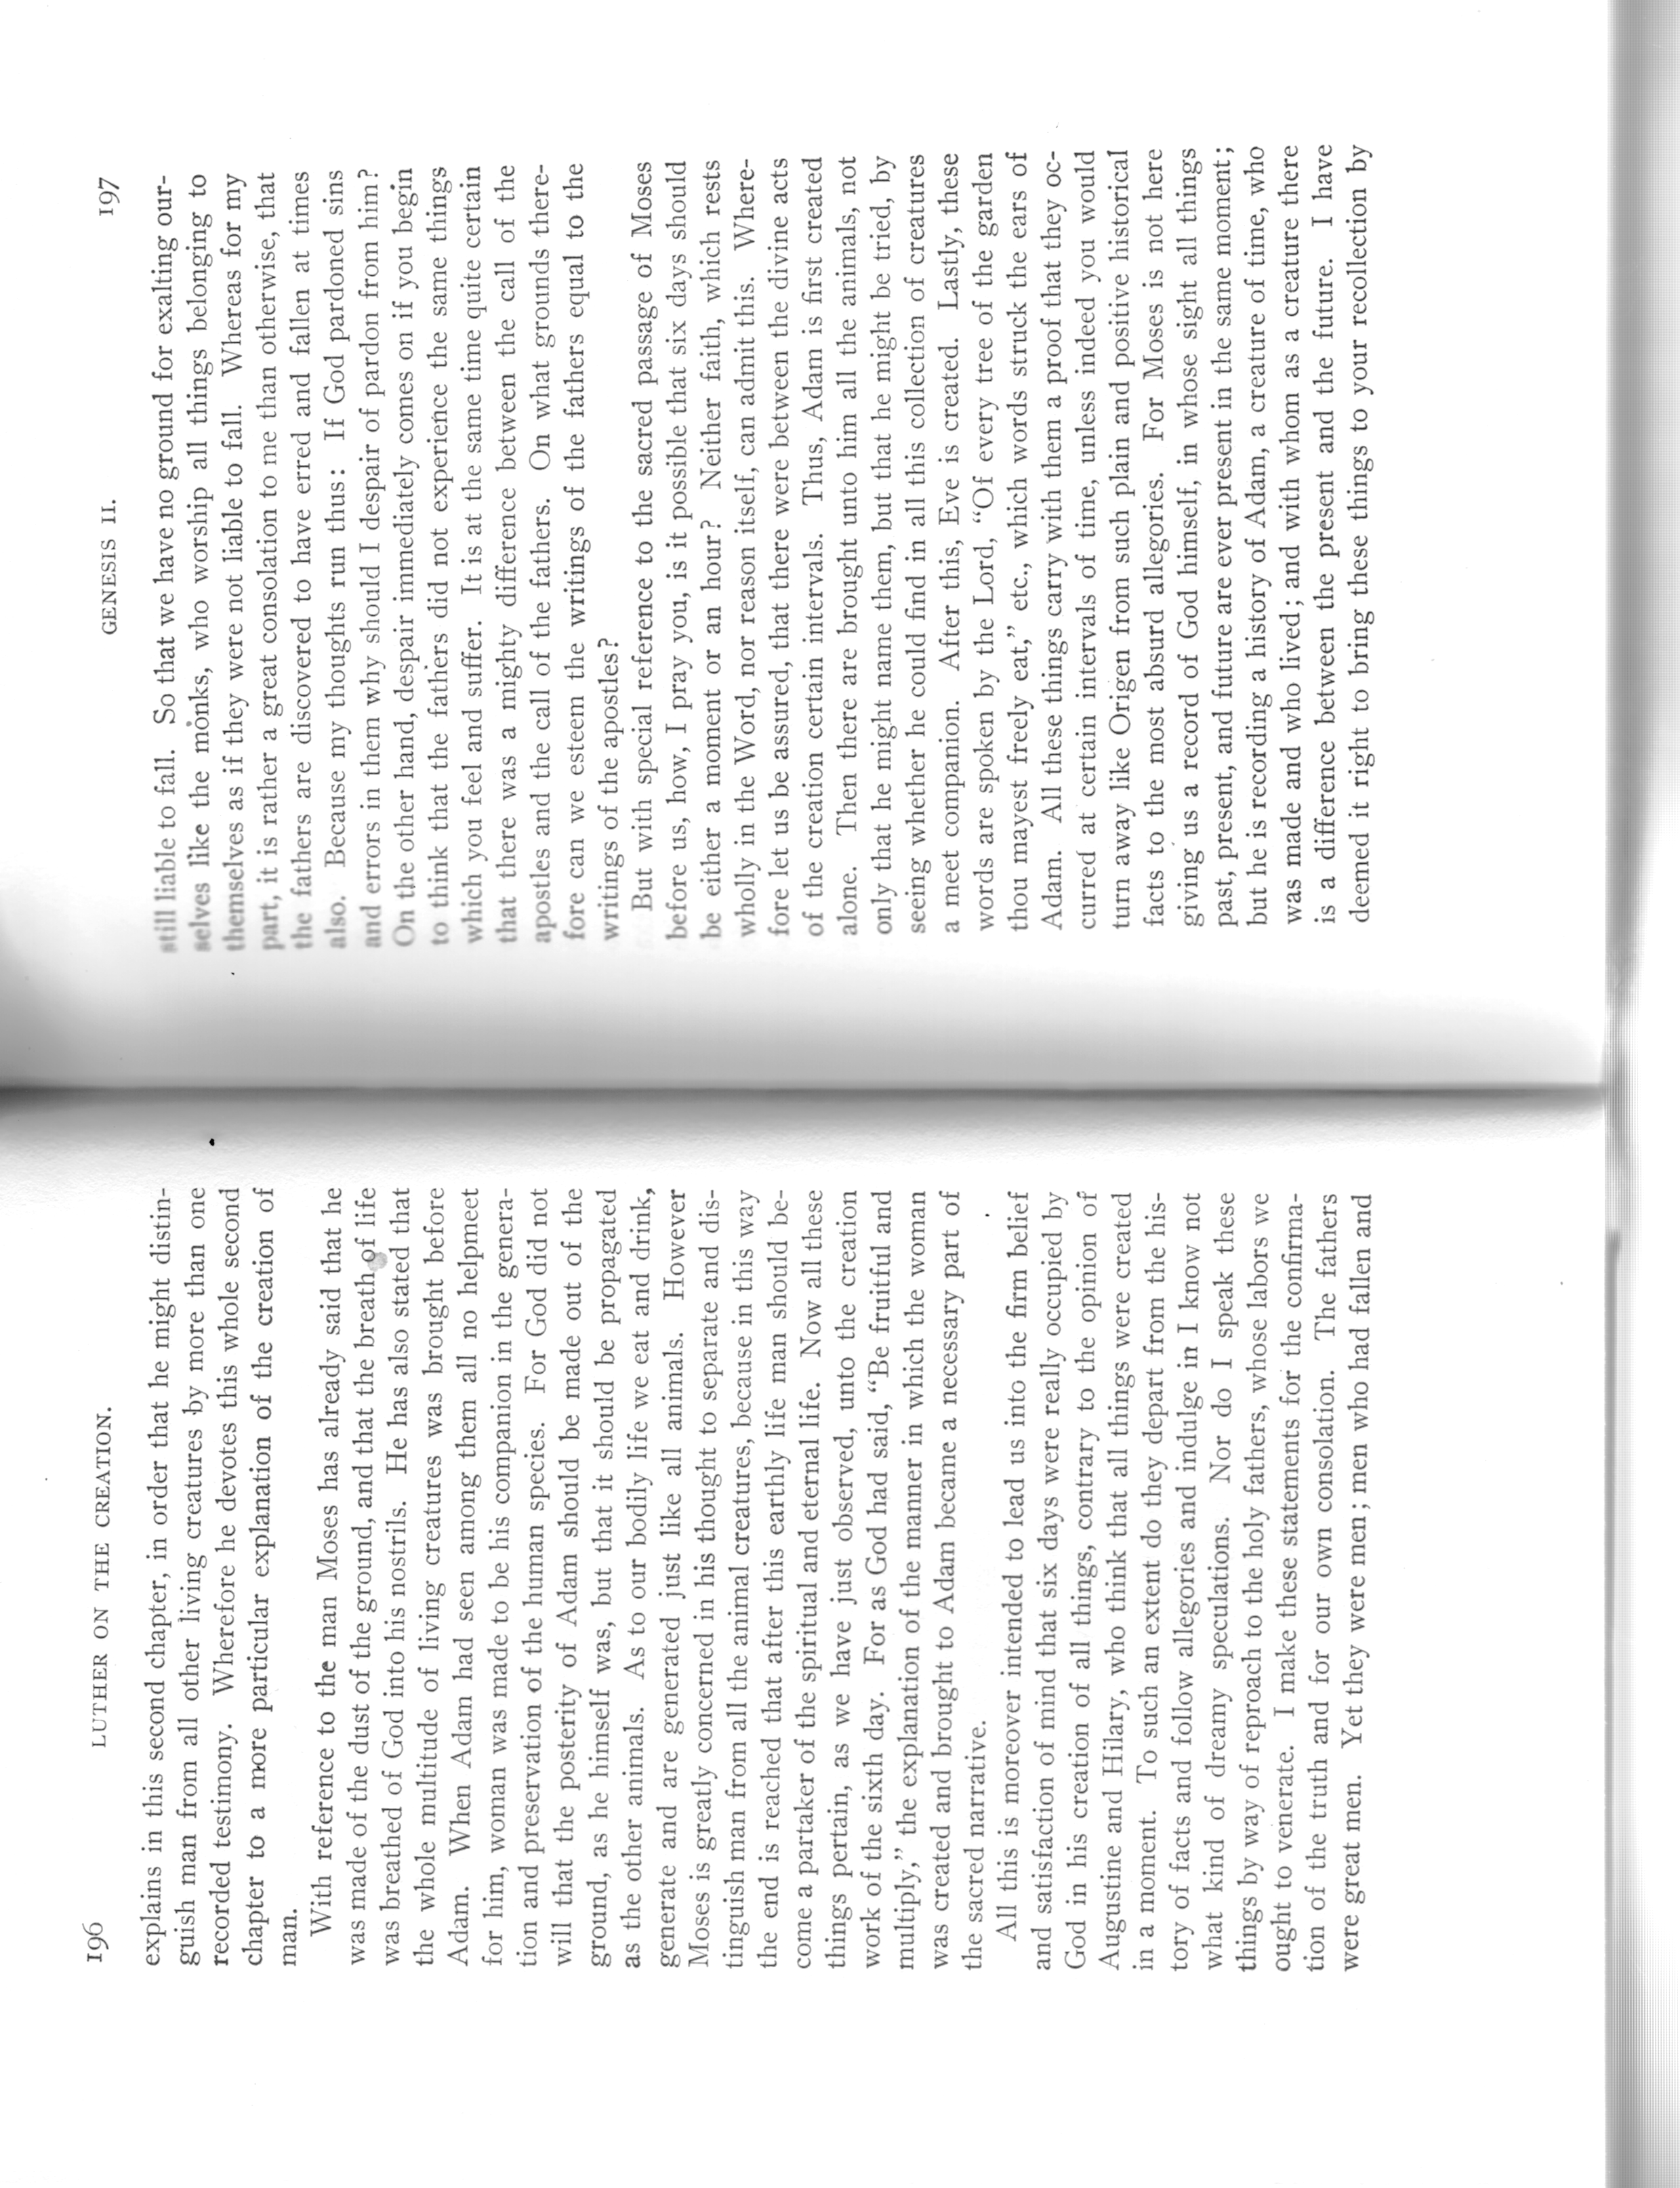 196 LUTHER ON THE CREATION.
explains in this second chapter, in order that he might distin-
guish man from all other living creatures by more than one
recorded testimony. Wherefore he devotes this whole second
chapter to a more particular explanation of the creation of
man.
With reference to the man Moses has already said that he
was made of the dust of the ground, and that the breath of life
was breathed of God into his nostrils. He has also stated that
the whole multitude of living creatures was brought before
Adam. When Adam had seen among them all no helpmeet
for him, woman was made to be his companion in the genera-
tion and preservation of the human species. For God did not
will that the posterity of Adam should be made out of the
ground, as he himself was, but that it should be propagated
as the other animals. As to our bodily life we eat and drink,
generate and are generated just like all animals. However
Moses is greatly concerned in his thought to separate and dis-
tinguish man from all the animal creatures, because in this way
the end is reached that after this earthly life man should be-
come a partaker of the spiritual and eternal life. Now all these
things pertain, as we have just observed, unto the creation
work of the sixth day. For as God had said, “Be fruitful and
multiply,” the explanation of the manner in which the woman
was created and brought to Adam became a necessary part of
the sacred narrative.
All this is moreover intended to lead us into the firm belief
and satisfaction of mind that six days were really occupied by
God in his creation of all things, contrary to the opinion of
Augustine and Hilary, who think that all things were created
in a moment. To such an extent do they depart from the his-
tory of facts and follow allegories and indulge in I know not
what kind of dreamy speculations. Nor do I speak these
things by way of reproach to the holy fathers, whose labors we
ought to venerate. I make these statements for the confirma-
tion of the truth and for our own consolation. The fathers
were great men. Yet they were men; men who had fallen and
GENESIS II. 197
still liable to fall. So that we have no ground for exalting our-
selves like the monks, who worship all things belonging to
themselves as if they were not liable to fall. Whereas for my
part, it is rather a great consolation to me than otherwise, that
the fathers are discovered to have erred and fallen at times
also. Because my thoughts run thus: If God pardoned sins
and errors in them why should I despair of pardon from him?
On the other hand, despair immediately comes on if you begin
to think that the fathers did not experience the same things
which you feel and suffer. It is at the same time quite certain
that there was a mighty difference between the call of the
apostles and the call of the fathers. On what grounds there-
fore can we esteem the writings of the fathers equal to the
writings of the apostles?
But with special reference to the sacred passage of Moses
before us, how, I pray you, is it possible that six days should
be either a moment or an hour? Neither faith, which rests
wholly in the Word, nor reason itself, can admit this. Where-
fore let us be assured, that there were between the divine acts
of the creation certain intervals. Thus, Adam is first created
alone. Then there are brought unto him all the animals, not
only that he might name them, but that he might be tried, by
seeing whether he could find in all this collection of creatures
a meet companion. After this, Eve is created. Lastly, these
words are spoken by the Lord, “Of every tree of the garden
thou mayest freely eat,” etc., which words struck the ears of
Adam. All these things carry with them a proof that they oc-
curred at certain intervals of time, unless indeed you would
turn away like Origen from such plain and positive historical
facts to the most absurd allegories. For Moses is not here
giving us a record of God himself, in whose sight all things
past, present, and future are ever present in the same moment;
but he is recording a history of Adam, a creature of time, who
was made and who lived; and with whom as a creature there
is a difference between the present and the future. I have
deemed it right to bring these things to your recollection by